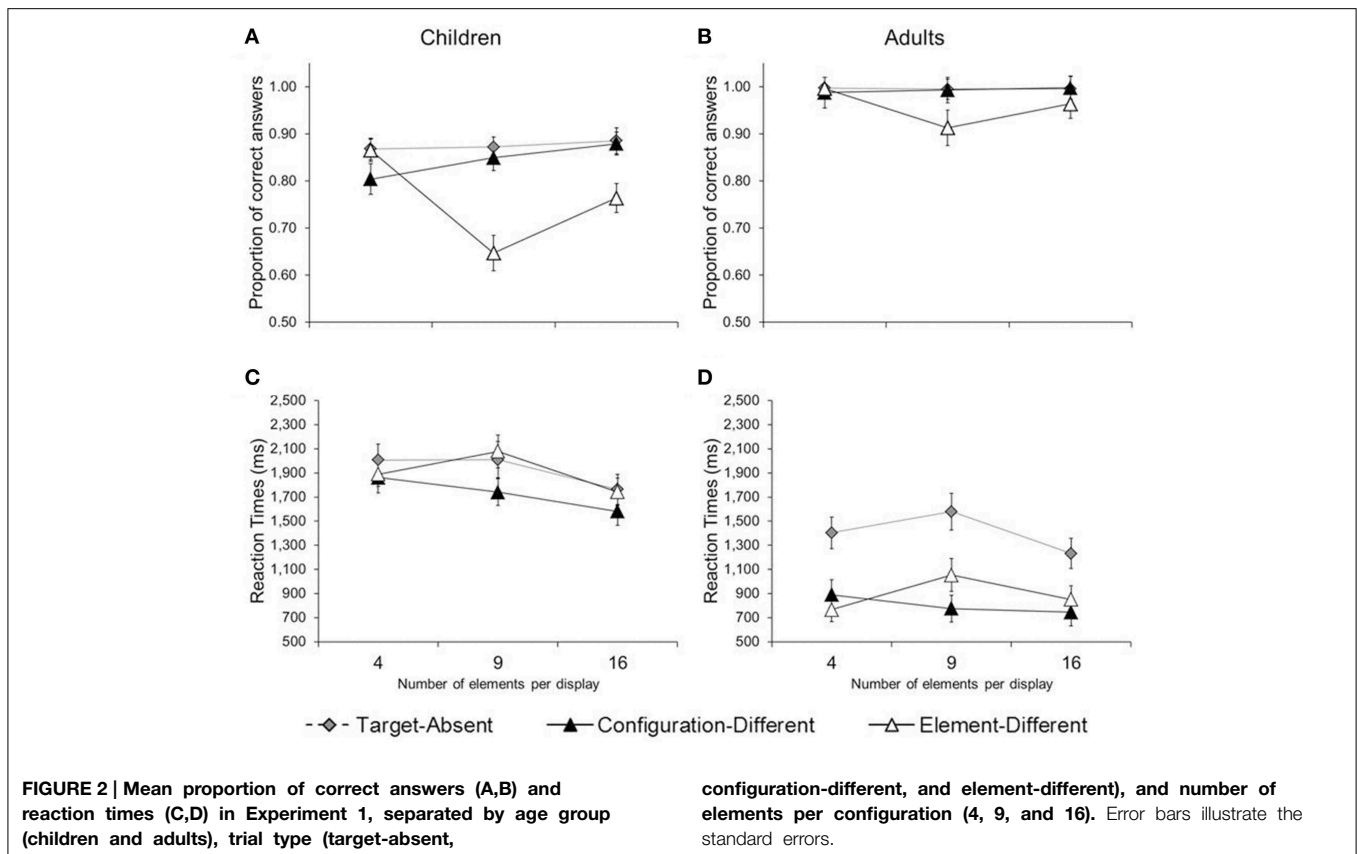 A
Children
B
Adults
Proportion of correct answers
1.00
0.90
0.80
0.70
0.60
0.50
Proportion of correct answers
1.00
0.90
0.80
0.70
0.60
0.50
C
D
Reaction Times (ms)
2,500
2,300
2,100
1,900
1,700
1,500
1,300
1,100
900
700
500
4 9 16
Number of elements per display
Reaction Times (ms)
2,500
2,300
2,100
1,900
1,700
1,500
1,300
1,100
900
700
500
4 9 16
Number of elements per display
Target-Absent Configuration-Different Element-Different
FIGURE 2 | Mean proportion of correct answers (A,B) and
reaction times (C,D) in Experiment 1, separated by age group
(children and adults), trial type (target-absent,
configuration-different, and element-different), and number of
elements per configuration (4, 9, and 16). Error bars illustrate the
standard errors.